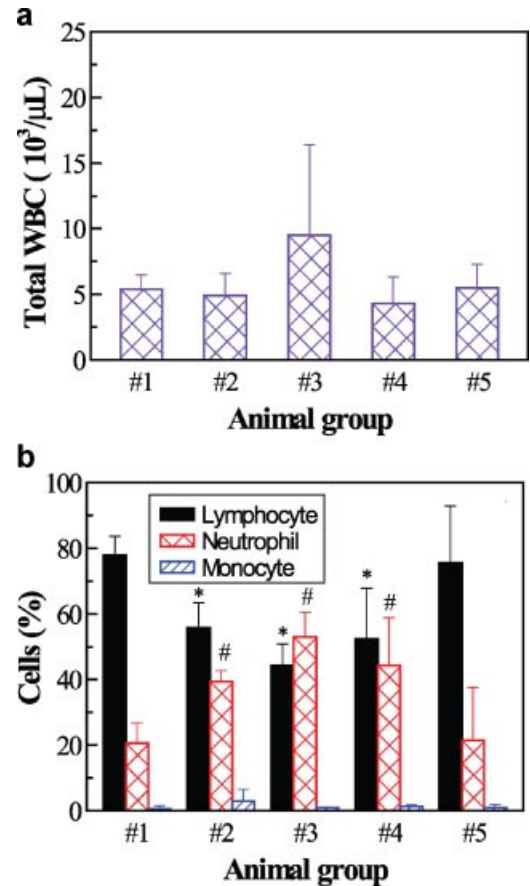 a
25
20
15
10
5
0
Total WBC ( 10³/μL)
#1 #2 #3 #4 #5
Animal group
b
100
80
60
40
20
0
Cells (%)
Lymphocyte
Neutrophil
Monocyte
* # * # * #
#1 #2 #3 #4 #5
Animal group